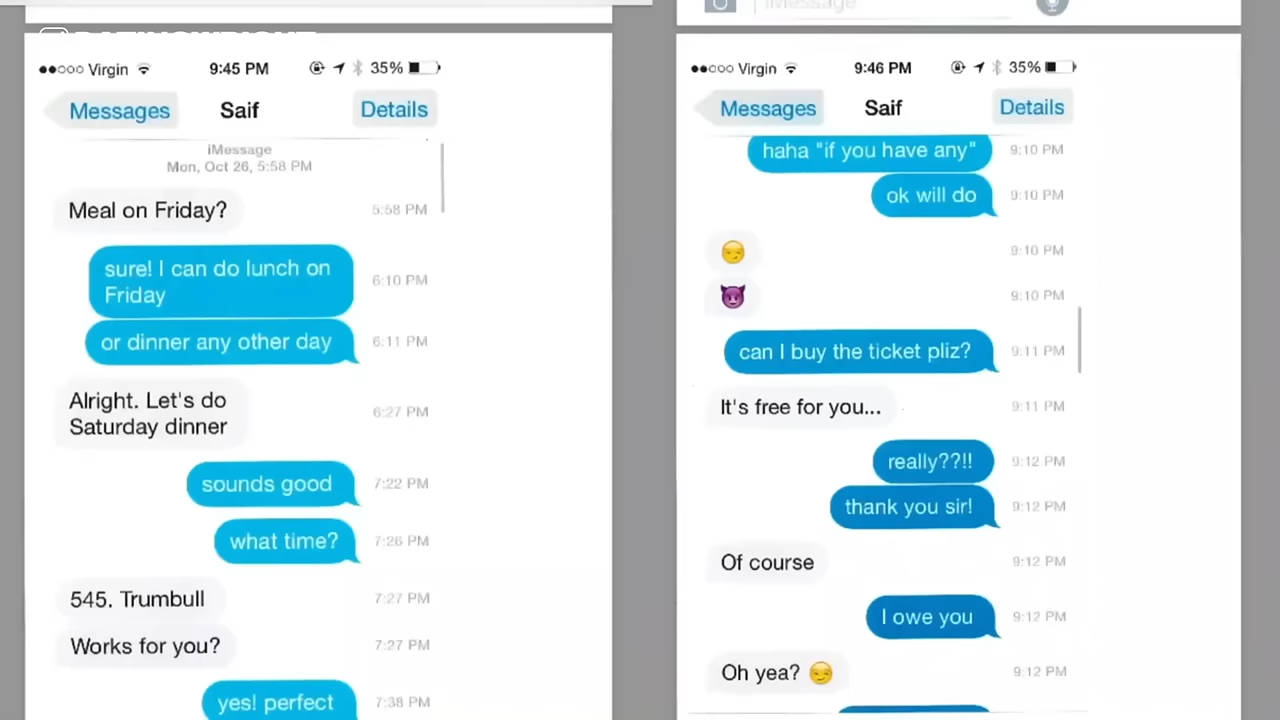 iMessage
Virgin 9:45 PM 35%
Messages Saif Details
iMessage
Mon, Oct 26, 5:58 PM
Meal on Friday? 5:58 PM
sure! I can do lunch on
Friday
6:10 PM
or dinner any other day 6:11 PM
Alright. Let's do
Saturday dinner
6:27 PM
sounds good 7:22 PM
what time? 7:26 PM
545. Trumbull 7:27 PM
Works for you? 7:27 PM
yes! perfect 7:38 PM
Virgin 9:46 PM 35%
Messages Saif Details
haha "if you have any" 9:10 PM
ok will do 9:10 PM
😏 9:10 PM
😈 9:10 PM
can I buy the ticket pliz? 9:11 PM
It's free for you... 9:11 PM
really??!! 9:12 PM
thank you sir! 9:12 PM
Of course 9:12 PM
I owe you 9:12 PM
Oh yea? 😏 9:12 PM